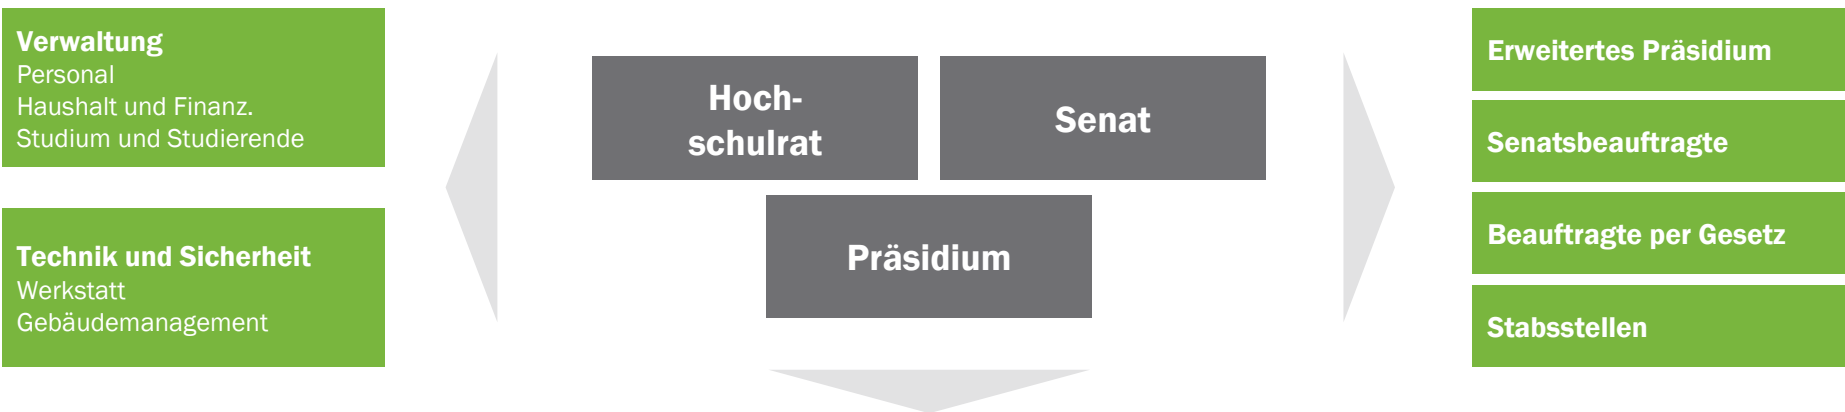 Verwaltung
Personal
Haushalt und Finanz.
Studium und Studierende
Technik und Sicherheit
Werkstatt
Gebäudemanagement
Hoch-
schulrat
Senat
Präsidium
Erweitertes Präsidium
Senatsbeauftragte
Beauftragte per Gesetz
Stabsstellen